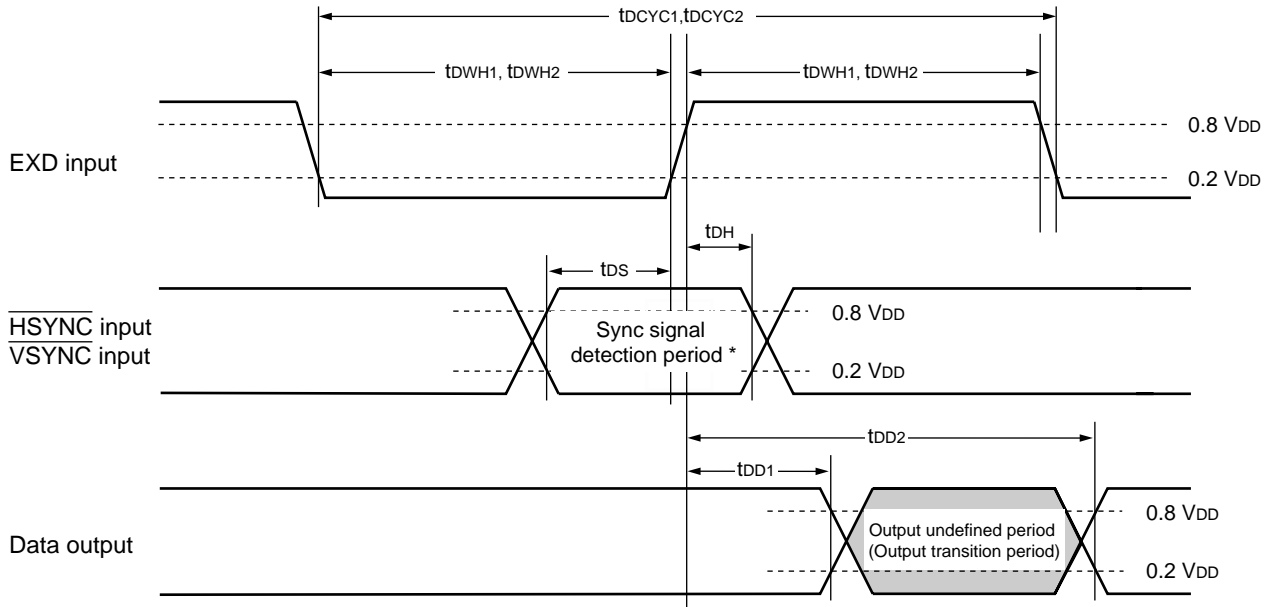 tDCYC1,tDCYC2
tDWH1, tDWH2
tDWH1, tDWH2
0.8 VDD
EXD input
0.2 VDD
tDH
tDS
HSYNC input
VSYNC input
0.8 VDD
Sync signal
detection period *
0.2 VDD
tDD2
tDD1
0.8 VDD
Data output
Output undefined period
(Output transition period)
0.2 VDD